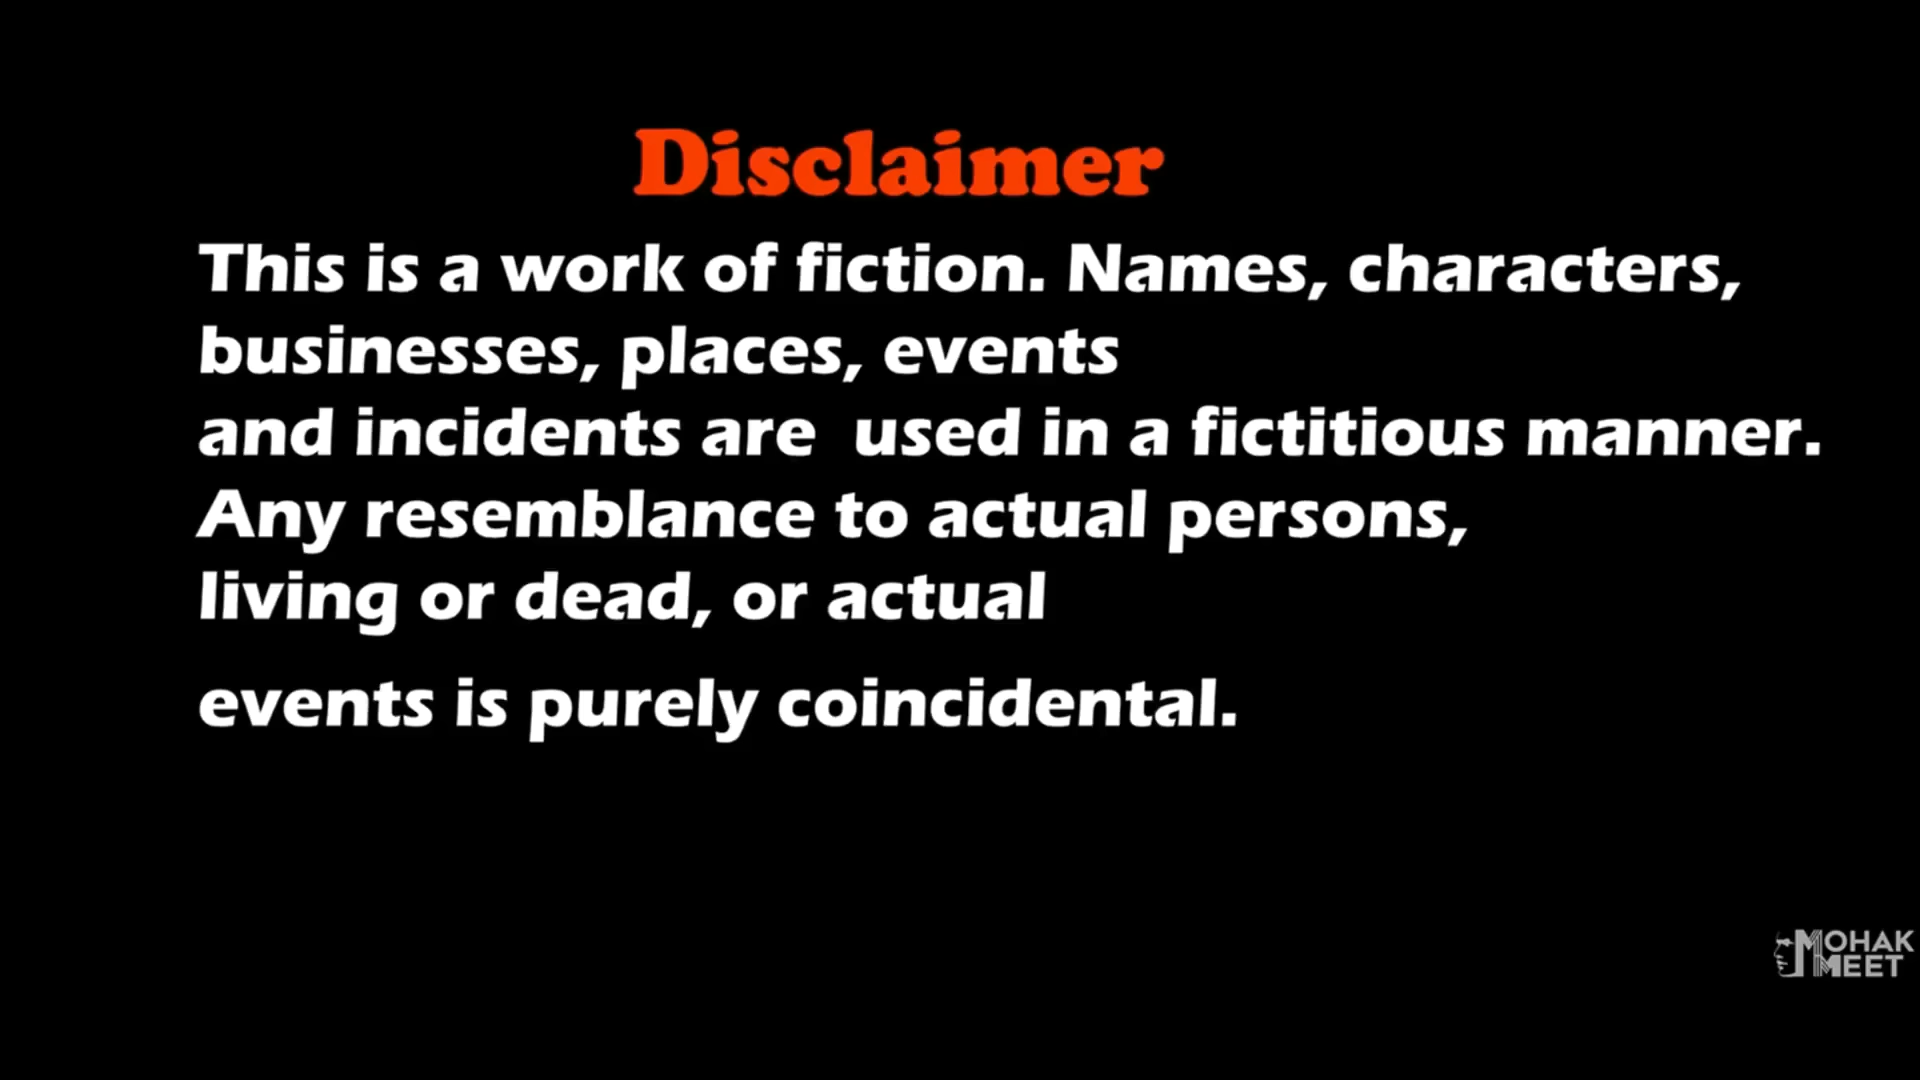 Disclaimer
This is a work of fiction. Names, characters,
businesses, places, events
and incidents are  used in a fictitious manner.
Any resemblance to actual persons,
living or dead, or actual
events is purely coincidental.
MOHAK
MEET